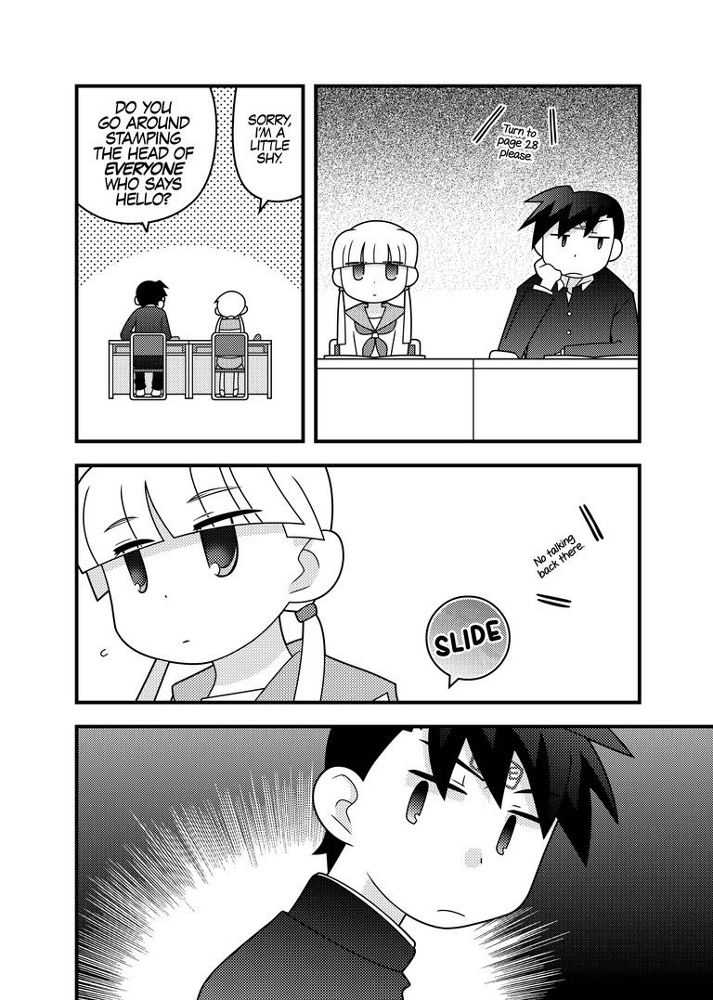 Turn to
page 28
please.
SORRY,
I'M A
LITTLE
SHY.
DO YOU
GO AROUND
STAMPING
THE HEAD OF
EVERYONE
WHO SAYS
HELLO?
No talking
back there.
SLIDE